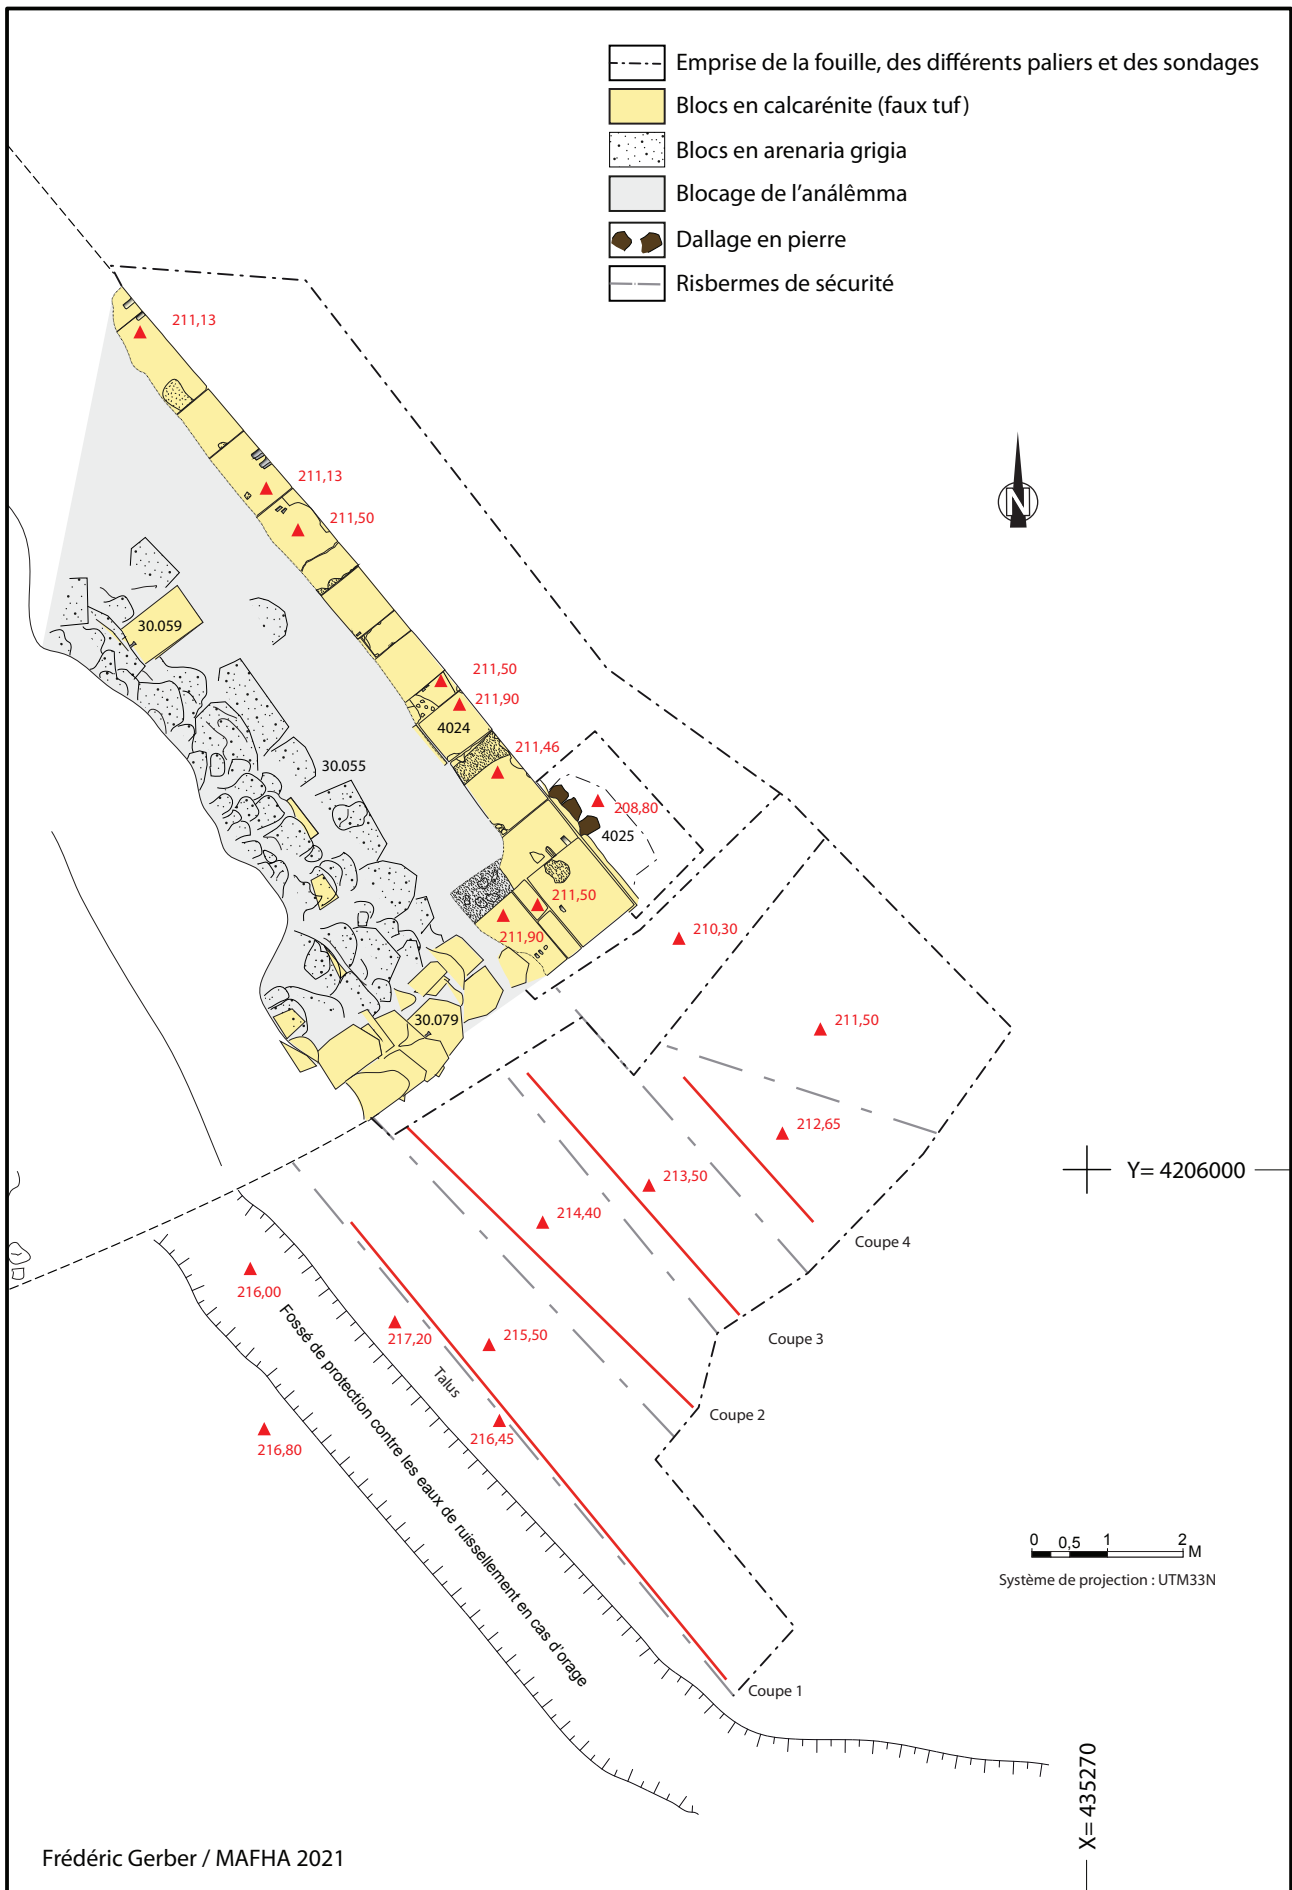 Emprise de la fouille, des différents paliers et des sondages
Blocs en calcarénite (faux tuf)
Blocs en arenaria grigia
Blocage de l'análêmma
Dallage en pierre
Risbermes de sécurité
211,13
211,13
211,50
N
30.059
211,50
211,90
4024
211,46
30.055
208,80
4025
211,50
211,90
210,30
30.079
211,50
212,65
Y= 4206000
213,50
214,40
Coupe 4
216,00
217,20
215,50
Coupe 3
Talus
Coupe 2
216,45
216,80
Fossé de protection contre les eaux de ruissellement en cas d'orage
0 0,5 1 2 M
Système de projection : UTM33N
Coupe 1
X= 435270
Frédéric Gerber / MAFHA 2021